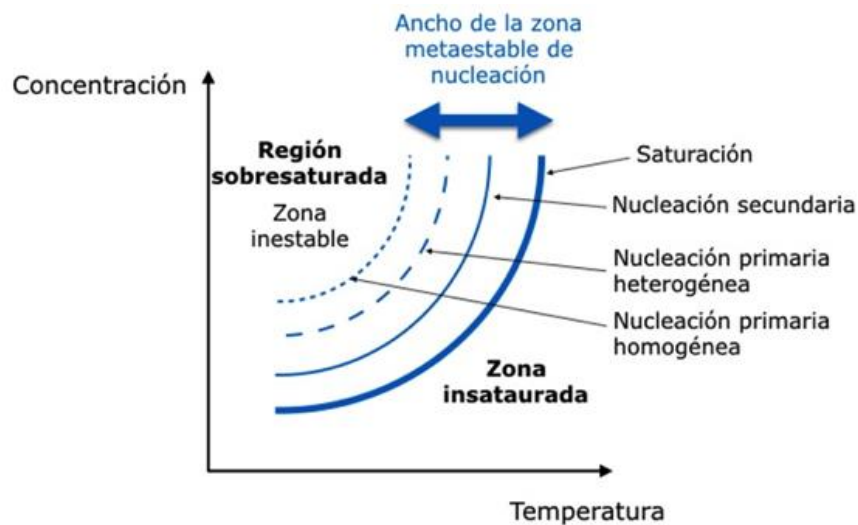 Ancho de la zona
metaestable de
nucleación
Concentración
Región
sobresaturada
Zona
inestable
Saturación
Nucleación secundaria
Nucleación primaria
heterogénea
Nucleación primaria
homogénea
Zona
insataurada
Temperatura